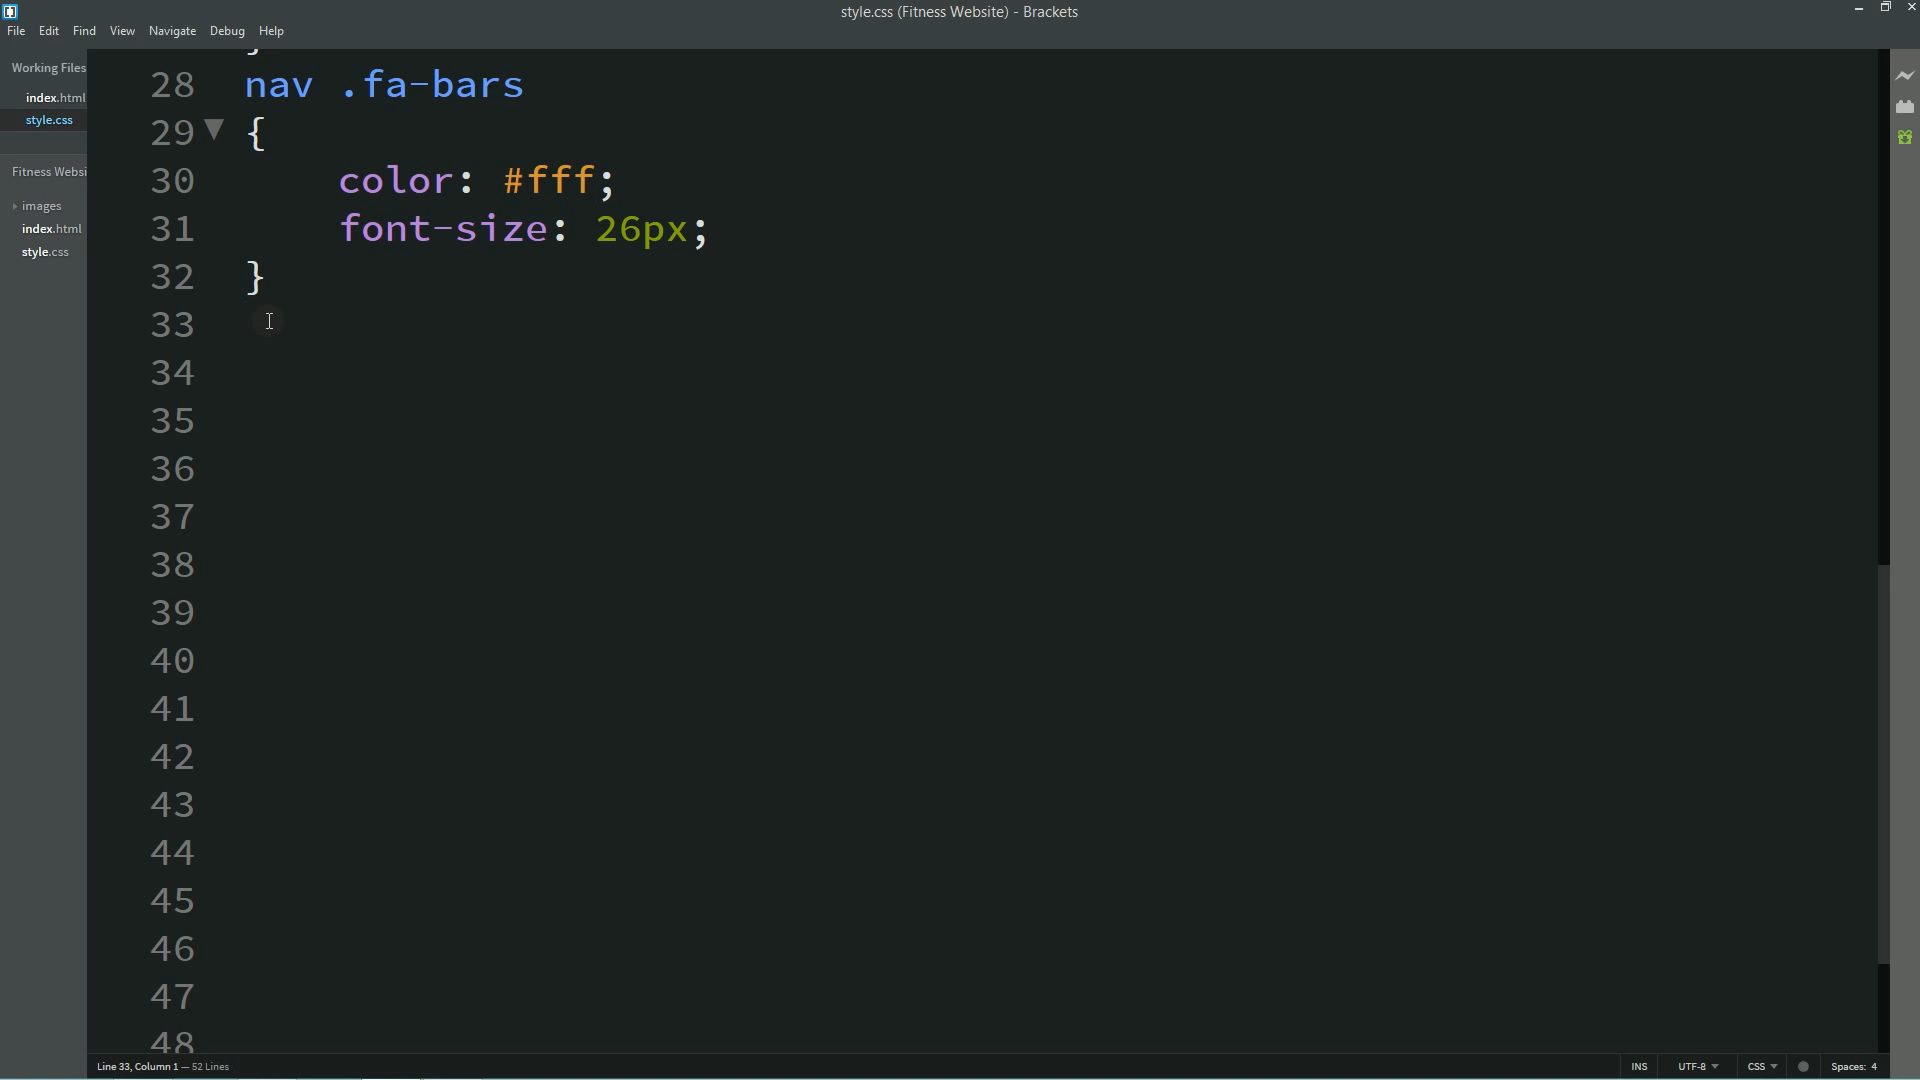 style.css (Fitness Website) - Brackets
File Edit Find View Navigate Debug Help
Working Files
index.html
style.css
Fitness Websi
images
index.html
style.css
28 nav .fa-bars
29 {
30 color: #fff;
31 font-size: 26px;
32 }
33
34
35
36
37
38
39
40
41
42
43
44
45
46
47
48
Line 33, Column 1 — 52 Lines
INS UTF-8 CSS Spaces: 4